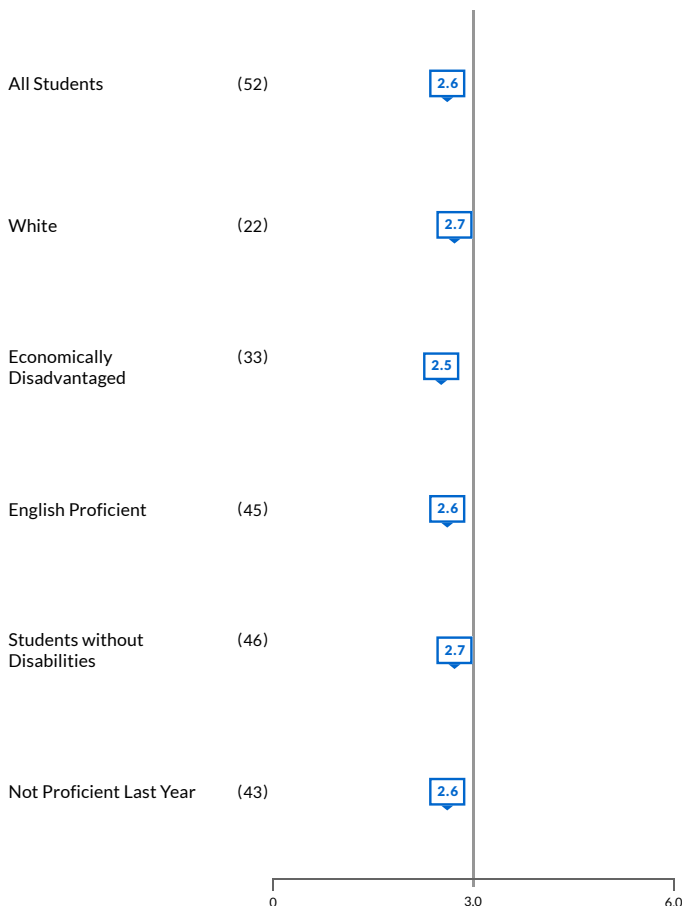 All Students (52) 2.6
White (22) 2.7
Economically (33) 2.5
Disadvantaged
English Proficient (45) 2.6
Students without (46) 2.7
Disabilities
Not Proficient Last Year (43) 2.6
0 3.0 6.0